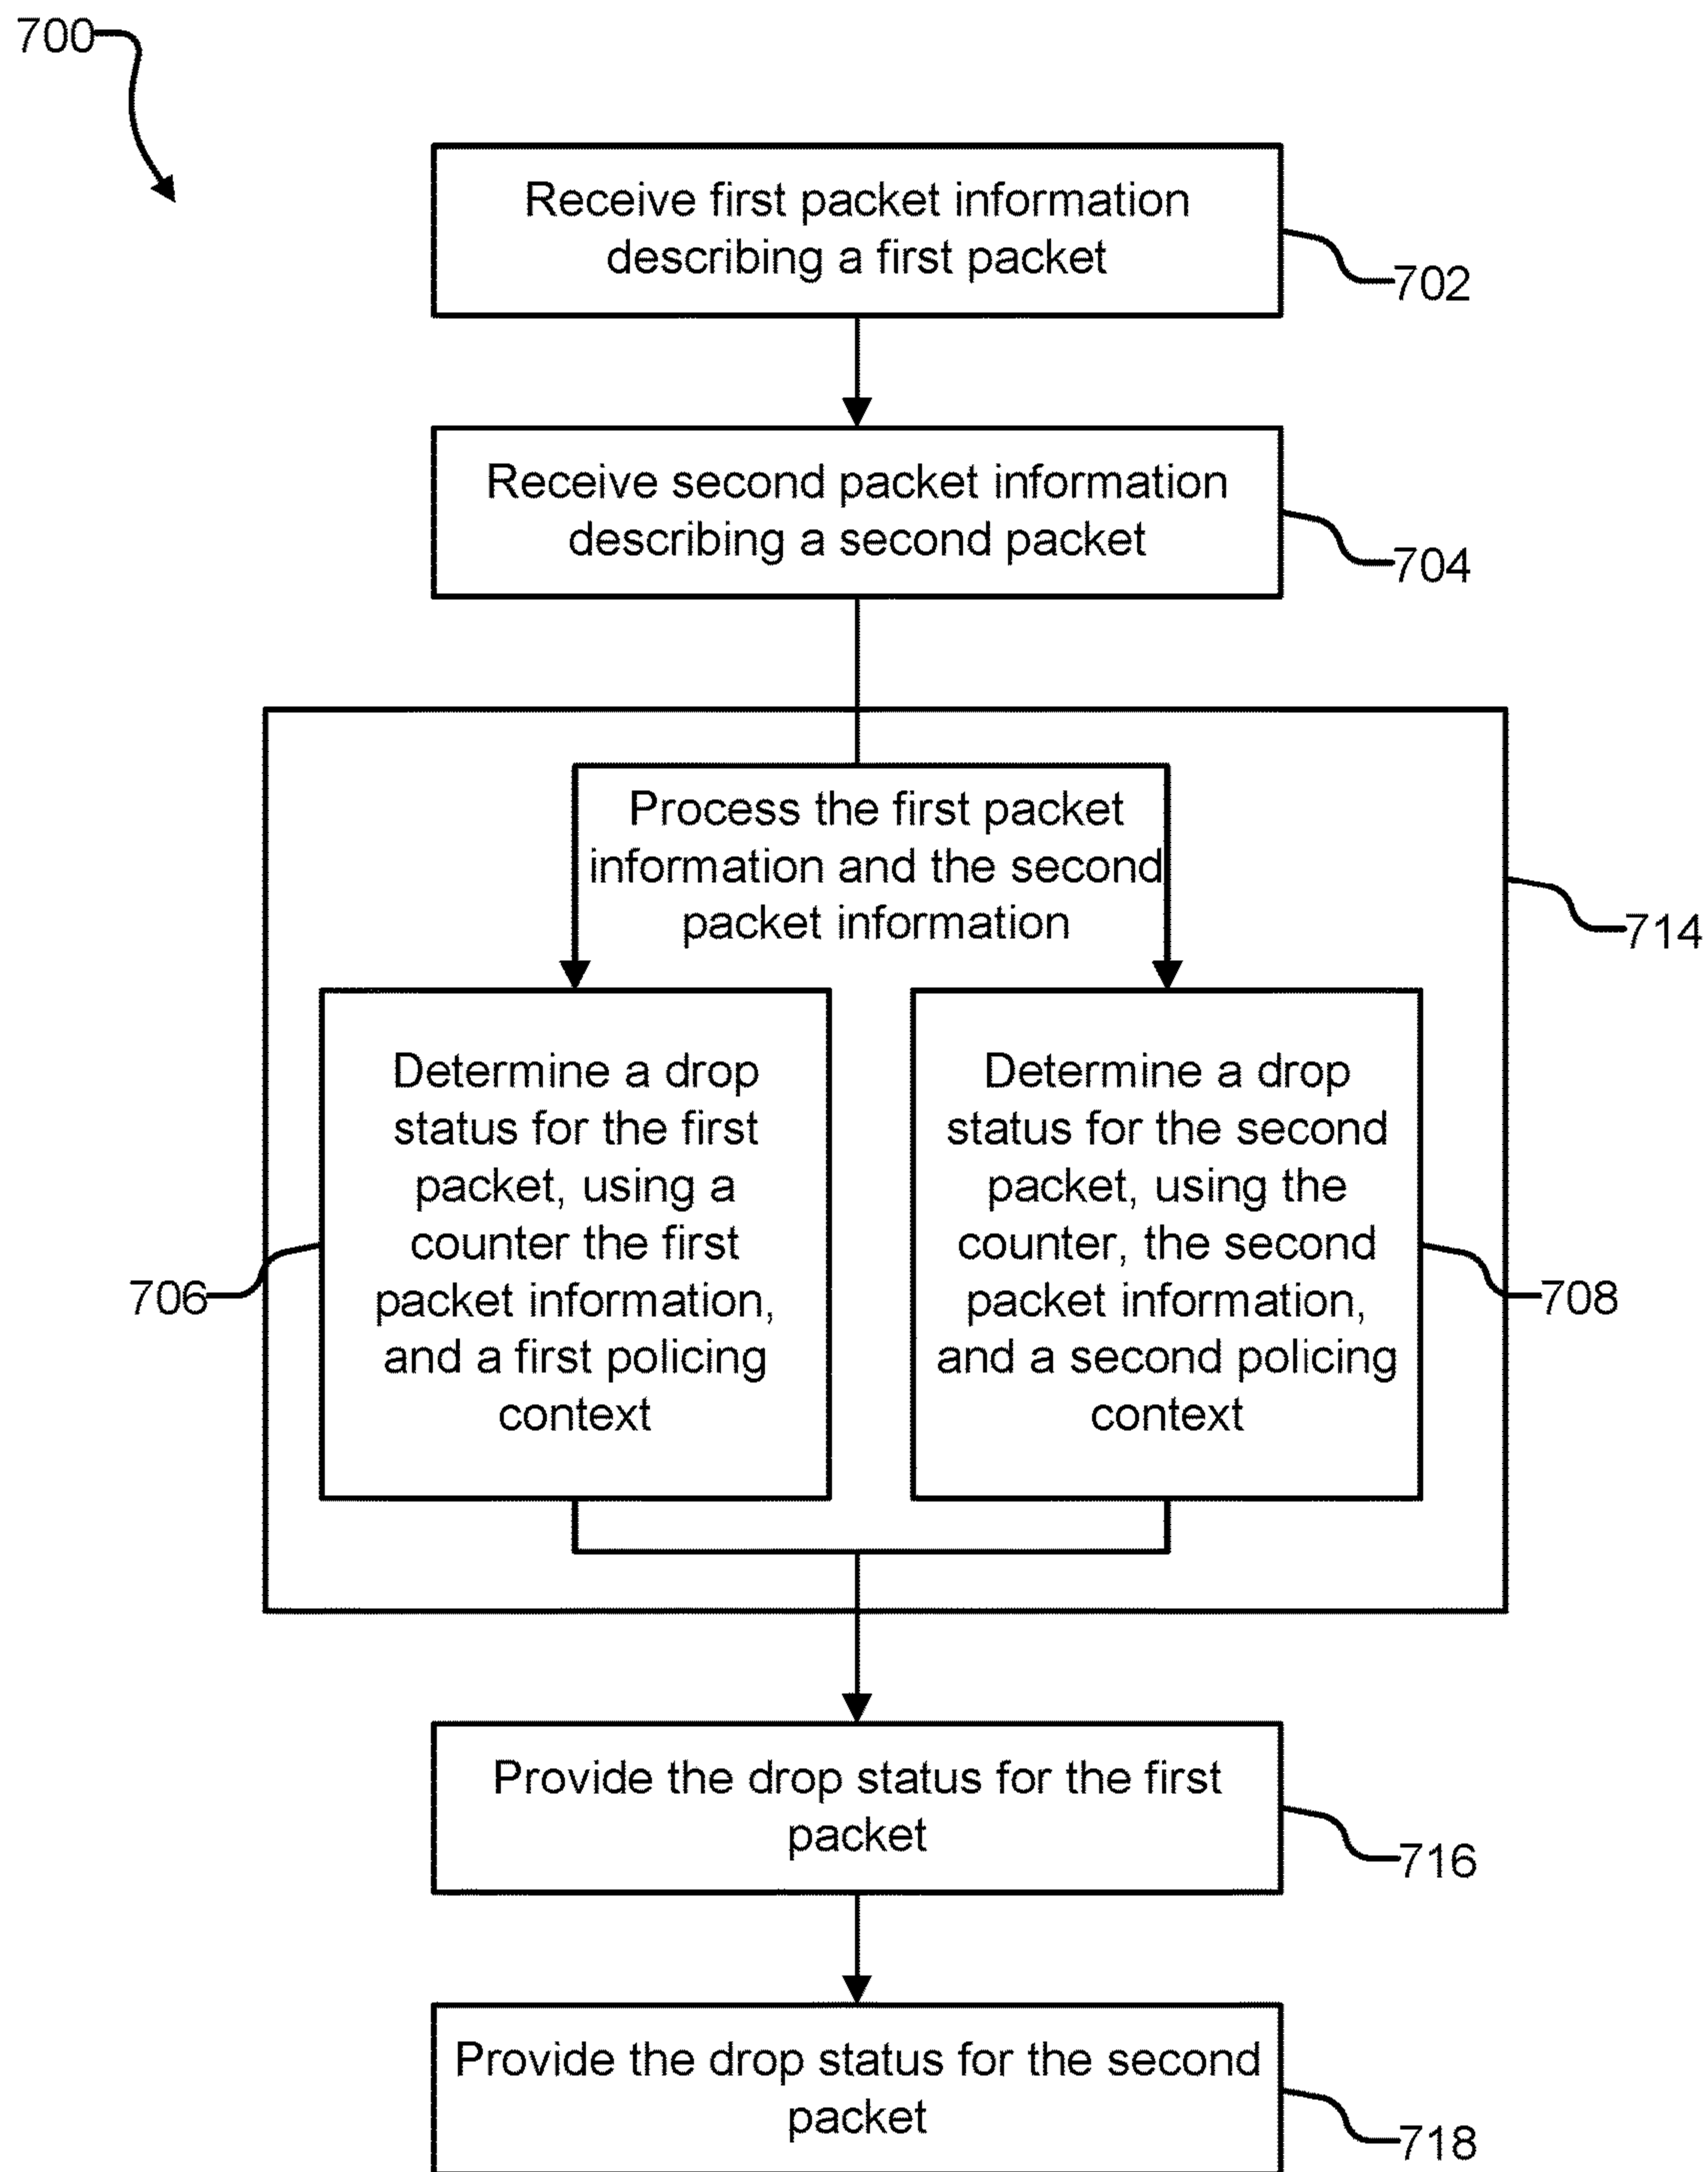 700
Receive first packet information
describing a first packet
702
Receive second packet information
describing a second packet
704
Process the first packet
information and the second
packet information
714
Determine a drop
status for the first
packet, using a
counter the first
packet information,
and a first policing
context
706
Determine a drop
status for the second
packet, using the
counter, the second
packet information,
and a second policing
context
708
Provide the drop status for the first
packet
716
Provide the drop status for the second
packet
718